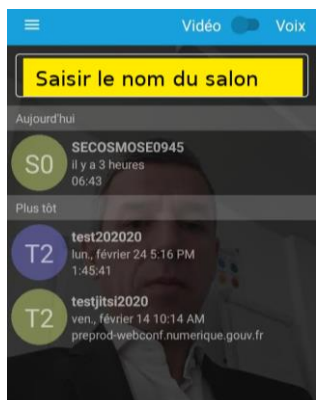 Vidéo Voix
Saisir le nom du salon
Aujourd'hui
S0
SECOSMOSE0945
il y a 3 heures
06:43
Plus tôt
T2
test202020
lun., février 24 5:16 PM
1:45:41
T2
testjitsi2020
ven., février 14 10:14 AM
preprod-webconf.numerique.gouv.fr